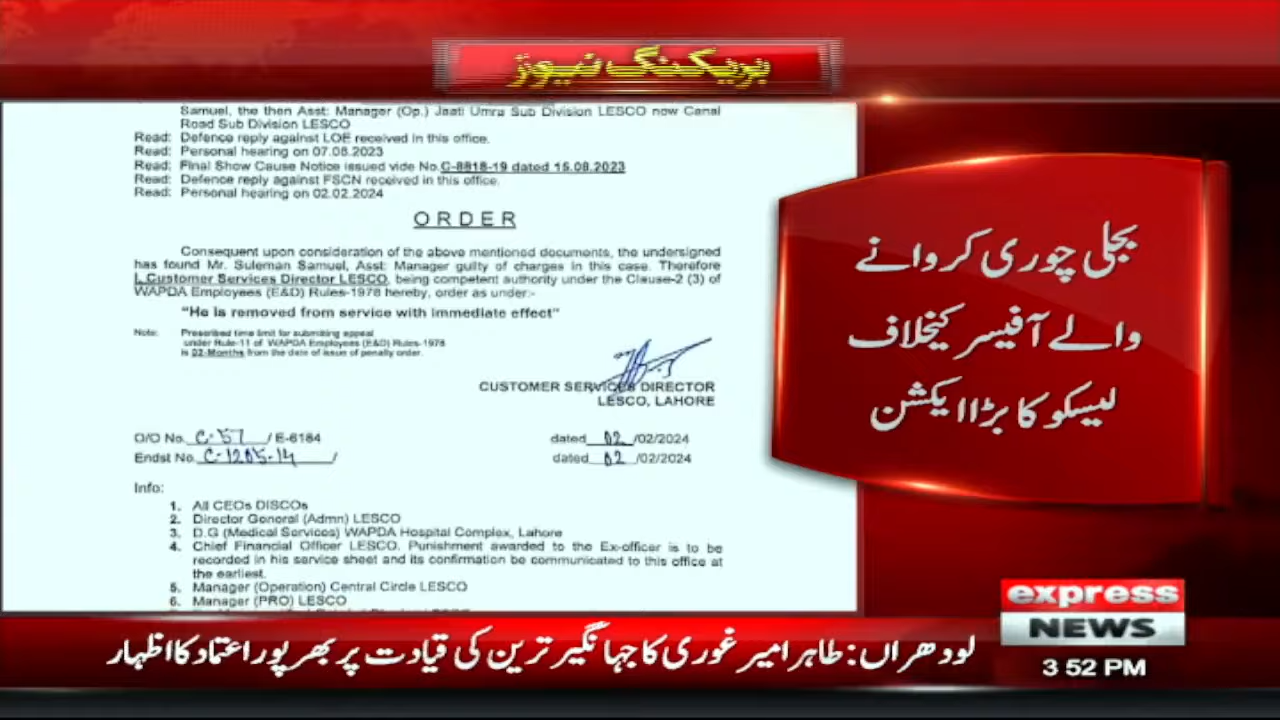 بریکنگ نیوز
Samuel, the then Asst: Manager (Op.) Jaati Umra Sub Division LESCO now Canal
Road Sub Division LESCO
Read: Defence reply against LOE received in this office.
Read: Personal hearing on 07.08.2023
Read: Final Show Cause Notice issued vide No.C-8818-19 dated 15.08.2023
Read: Defence reply against FSCN received in this office.
Read: Personal hearing on 02.02.2024
ORDER
Consequent upon consideration of the above mentioned documents, the undersigned
has found Mr. Suleman Samuel, Asst: Manager guilty of charges in this case. Therefore
I, Customer Services Director LESCO, being competent authority under the Clause-2 (3) of
WAPDA Employees (E&D) Rules-1978 hereby, order as under:-
"He is removed from service with immediate effect"
Note: Prescribed time limit for submitting appeal
under Rule-11 of WAPDA Employees (E&D) Rules-1978
is 02-Months from the date of issue of penalty order.
CUSTOMER SERVICES DIRECTOR
LESCO, LAHORE
O/O No. C-57 / E-6184 dated 02 /02/2024
Endst No. C-1205-14 / dated 02 /02/2024
Info:
1. All CEOs DISCOs
2. Director General (Admn) LESCO
3. D.G (Medical Services) WAPDA Hospital Complex, Lahore
4. Chief Financial Officer LESCO. Punishment awarded to the Ex-officer is to be
recorded in his service sheet and its confirmation be communicated to this office at
the earliest.
5. Manager (Operation) Central Circle LESCO
6. Manager (PRO) LESCO
بجلی چوری کروانے
والے آفیسر کیخلاف
لیسکو کا بڑا ایکشن
express
NEWS
3:52 PM
لودھراں: طاہر امیر غوری کا جہانگیر ترین کی قیادت پر بھرپور اعتماد کا اظہار